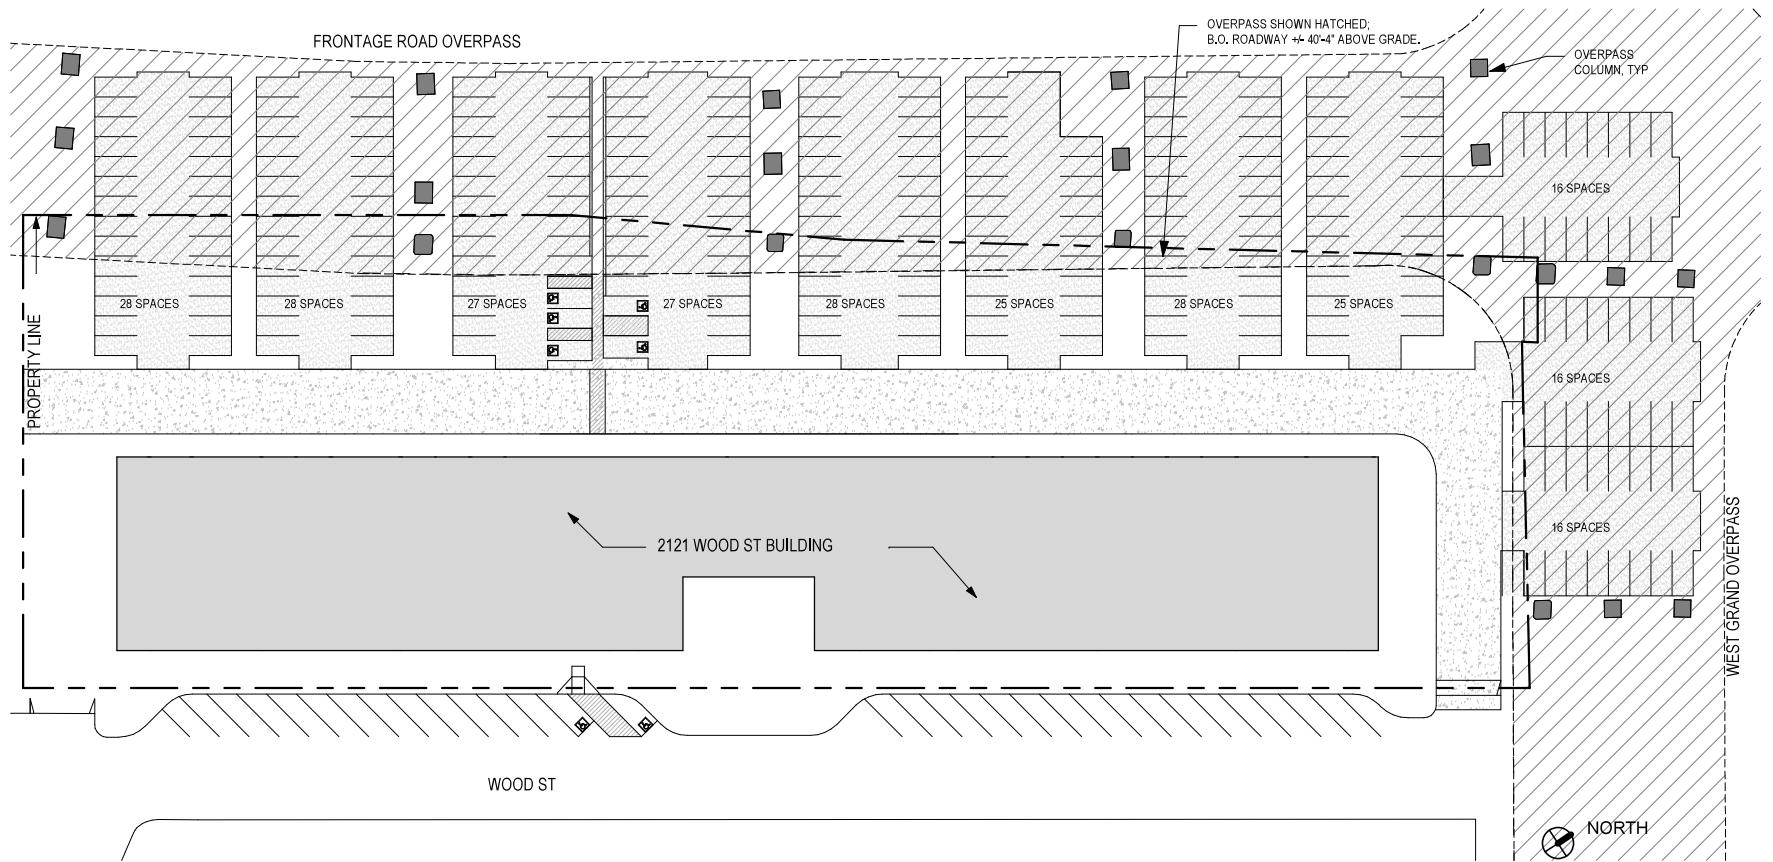 FRONTAGE ROAD OVERPASS
OVERPASS SHOWN HATCHED;
B.O. ROADWAY +/- 40'-4" ABOVE GRADE.
OVERPASS
COLUMN, TYP
16 SPACES
28 SPACES
28 SPACES
27 SPACES
27 SPACES
28 SPACES
25 SPACES
28 SPACES
25 SPACES
PROPERTY LINE
16 SPACES
16 SPACES
2121 WOOD ST BUILDING
WEST GRAND OVERPASS
WOOD ST
NORTH